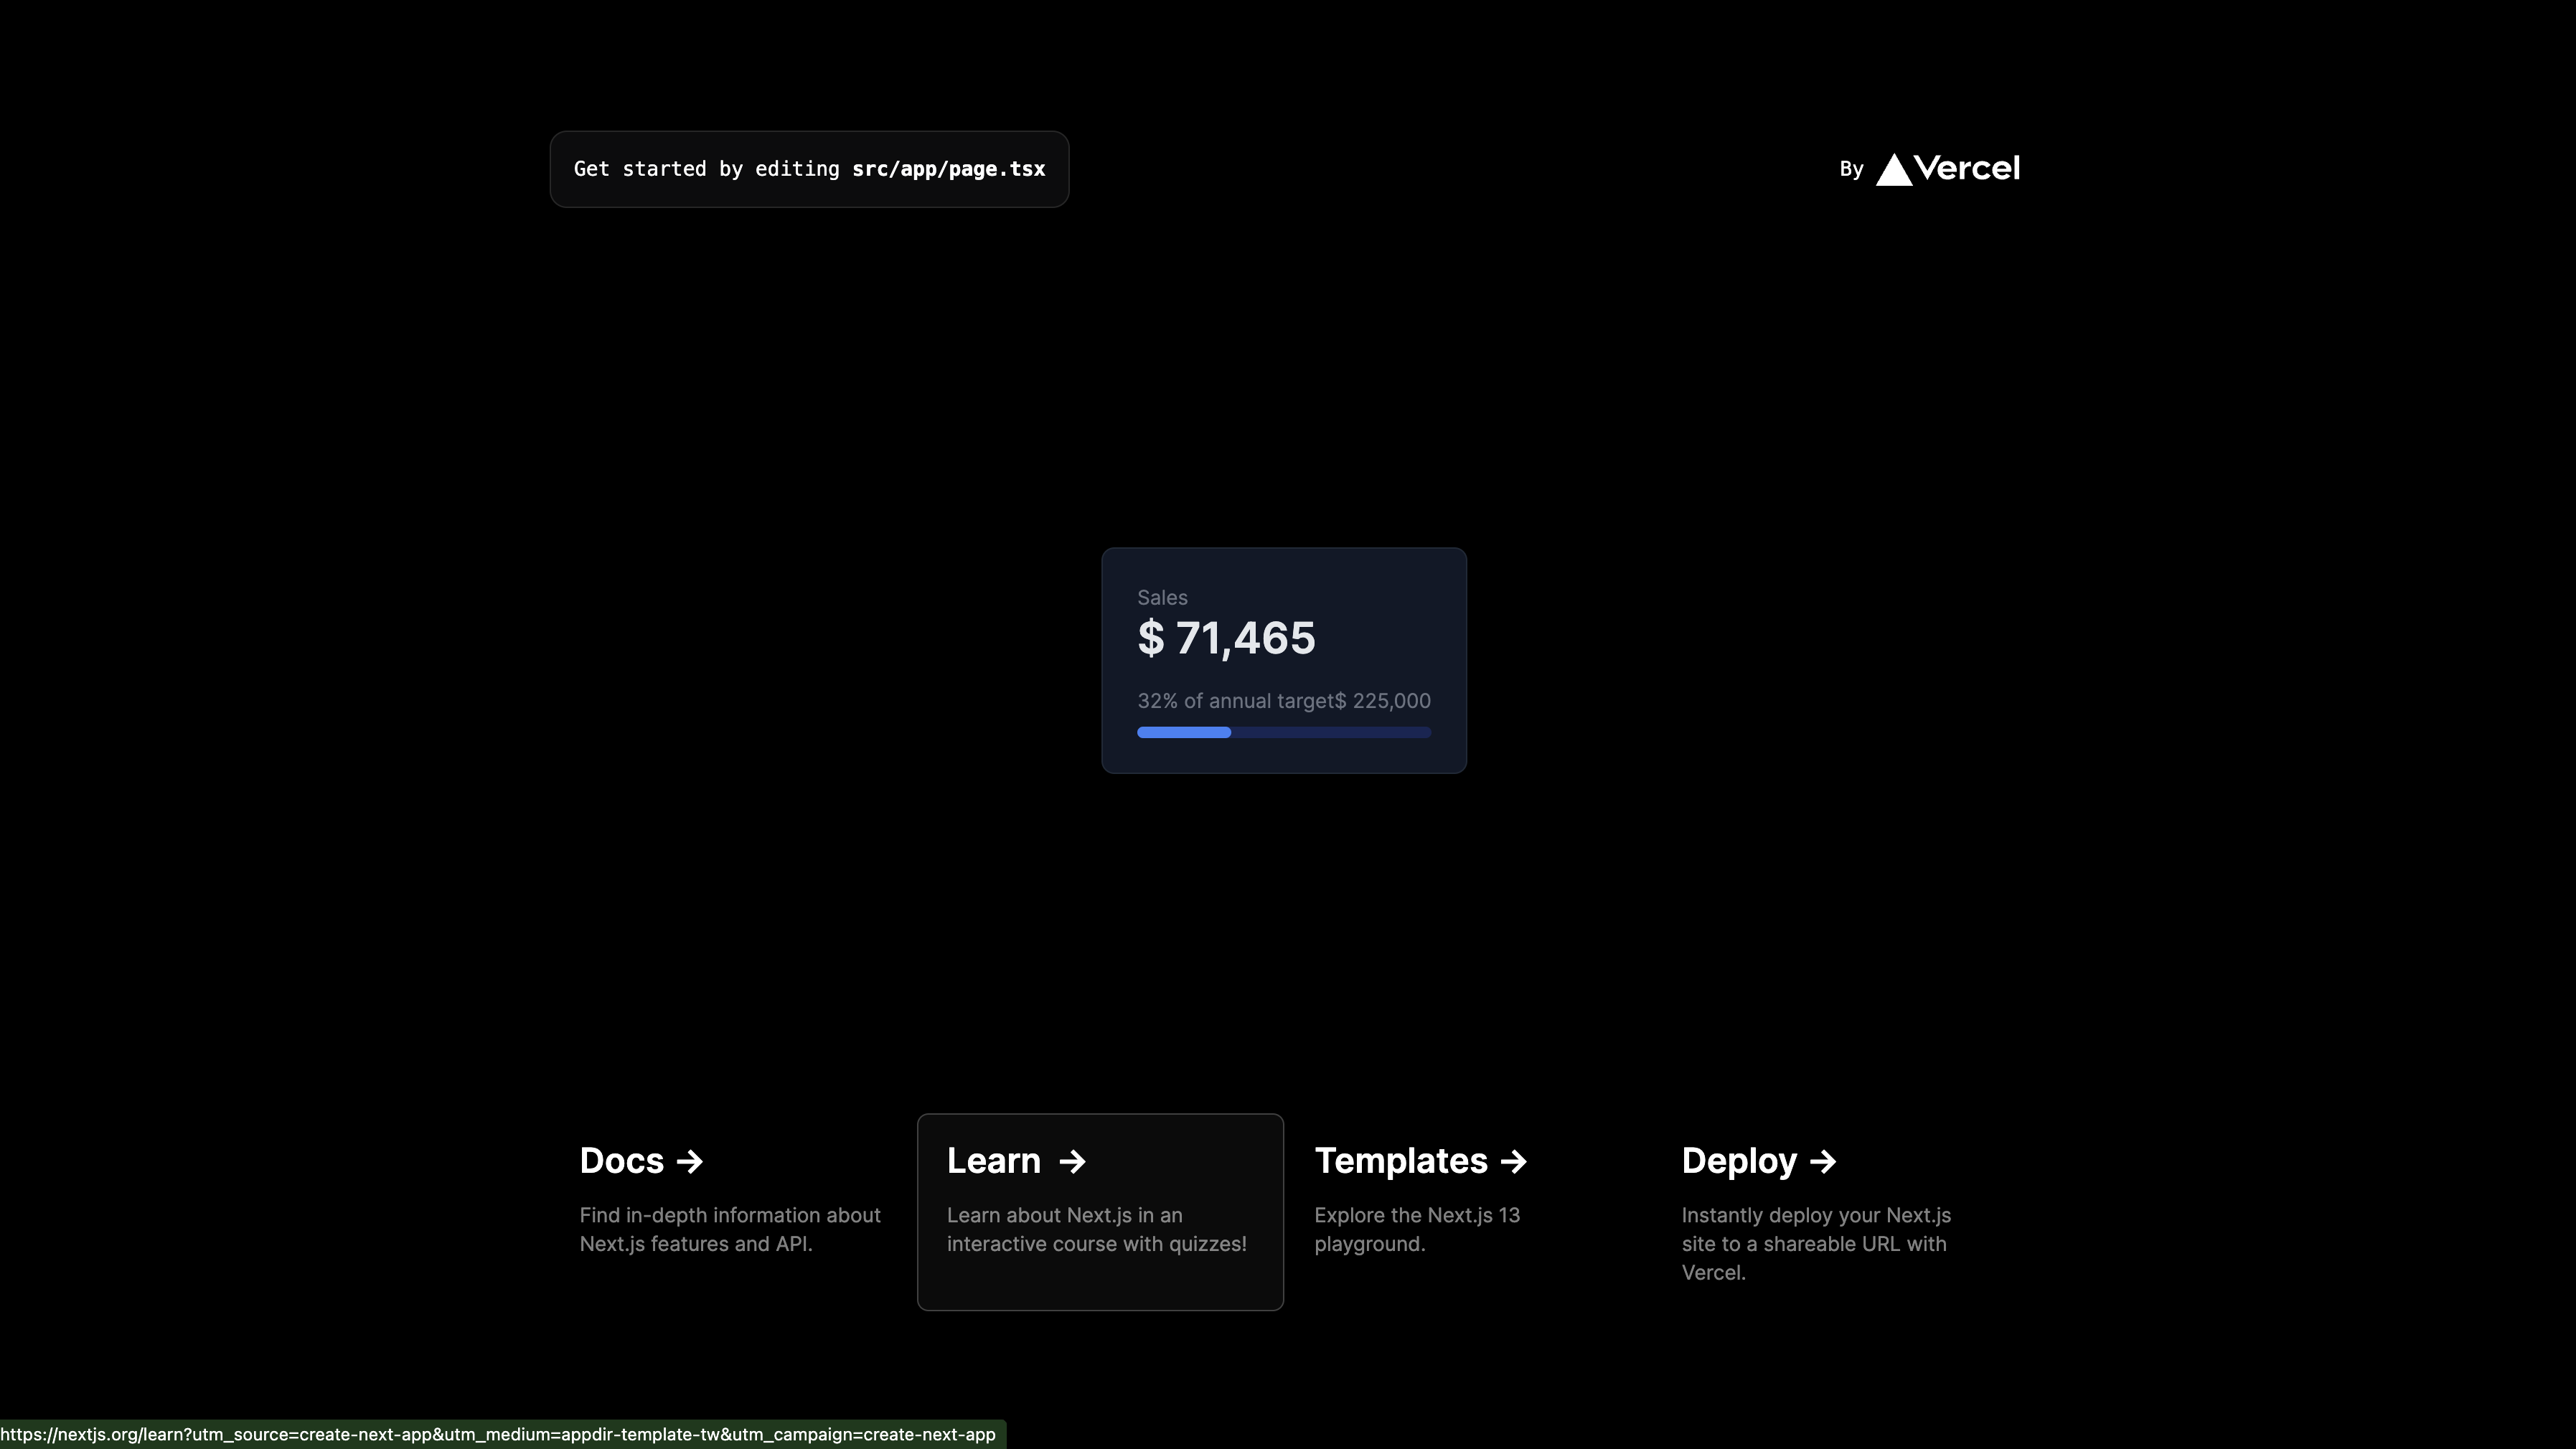 Get started by editing src/app/page.tsx
By Vercel
Sales
$ 71,465
32% of annual target$ 225,000
Docs →
Find in-depth information about
Next.js features and API.
Learn →
Learn about Next.js in an
interactive course with quizzes!
Templates →
Explore the Next.js 13
playground.
Deploy →
Instantly deploy your Next.js
site to a shareable URL with
Vercel.
https://nextjs.org/learn?utm_source=create-next-app&utm_medium=appdir-template-tw&utm_campaign=create-next-app